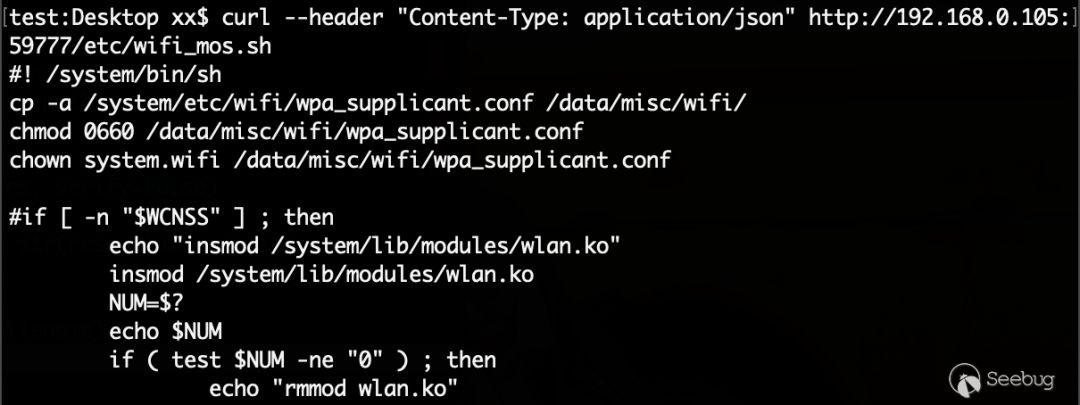 [test:Desktop xx$ curl --header "Content-Type: application/json" http://192.168.0.105:]
59777/etc/wifi_mos.sh
#! /system/bin/sh
cp -a /system/etc/wifi/wpa_supplicant.conf /data/misc/wifi/
chmod 0660 /data/misc/wifi/wpa_supplicant.conf
chown system.wifi /data/misc/wifi/wpa_supplicant.conf
#if [ -n "$WCNSS" ] ; then
echo "insmod /system/lib/modules/wlan.ko"
insmod /system/lib/modules/wlan.ko
NUM=$?
echo $NUM
if ( test $NUM -ne "0" ) ; then
echo "rmmod wlan.ko"
Seebug